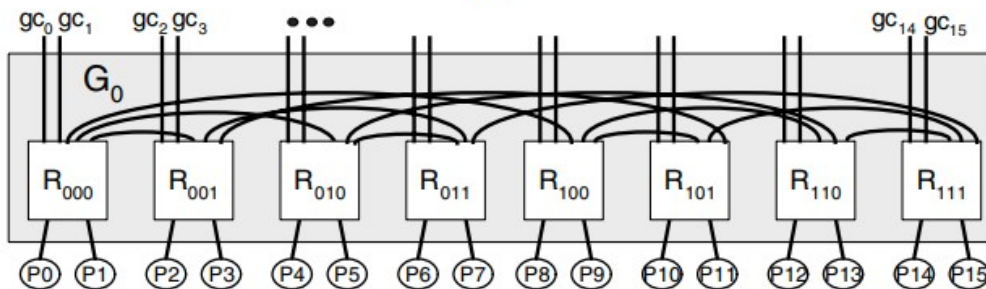 gc₀ gc₁ gc₂ gc₃ ••• gc₁₄ gc₁₅
G₀
R₀₀₀ R₀₀₁ R₀₁₀ R₀₁₁ R₁₀₀ R₁₀₁ R₁₁₀ R₁₁₁
P0 P1 P2 P3 P4 P5 P6 P7 P8 P9 P10 P11 P12 P13 P14 P15